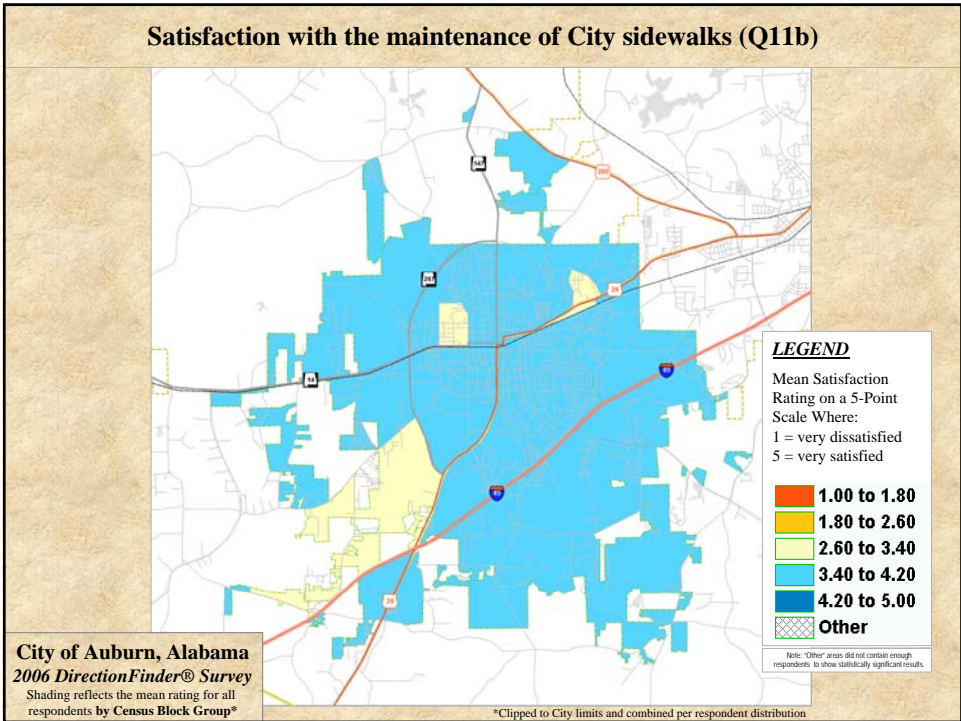 Satisfaction with the maintenance of City sidewalks (Q11b)
147
280
267
29
14
85
85
29
LEGEND
Mean Satisfaction
Rating on a 5-Point
Scale Where:
1 = very dissatisfied
5 = very satisfied
1.00 to 1.80
1.80 to 2.60
2.60 to 3.40
3.40 to 4.20
4.20 to 5.00
Other
Note: "Other" areas did not contain enough
respondents to show statistically significant results.
City of Auburn, Alabama
2006 DirectionFinder® Survey
Shading reflects the mean rating for all
respondents by Census Block Group*
*Clipped to City limits and combined per respondent distribution